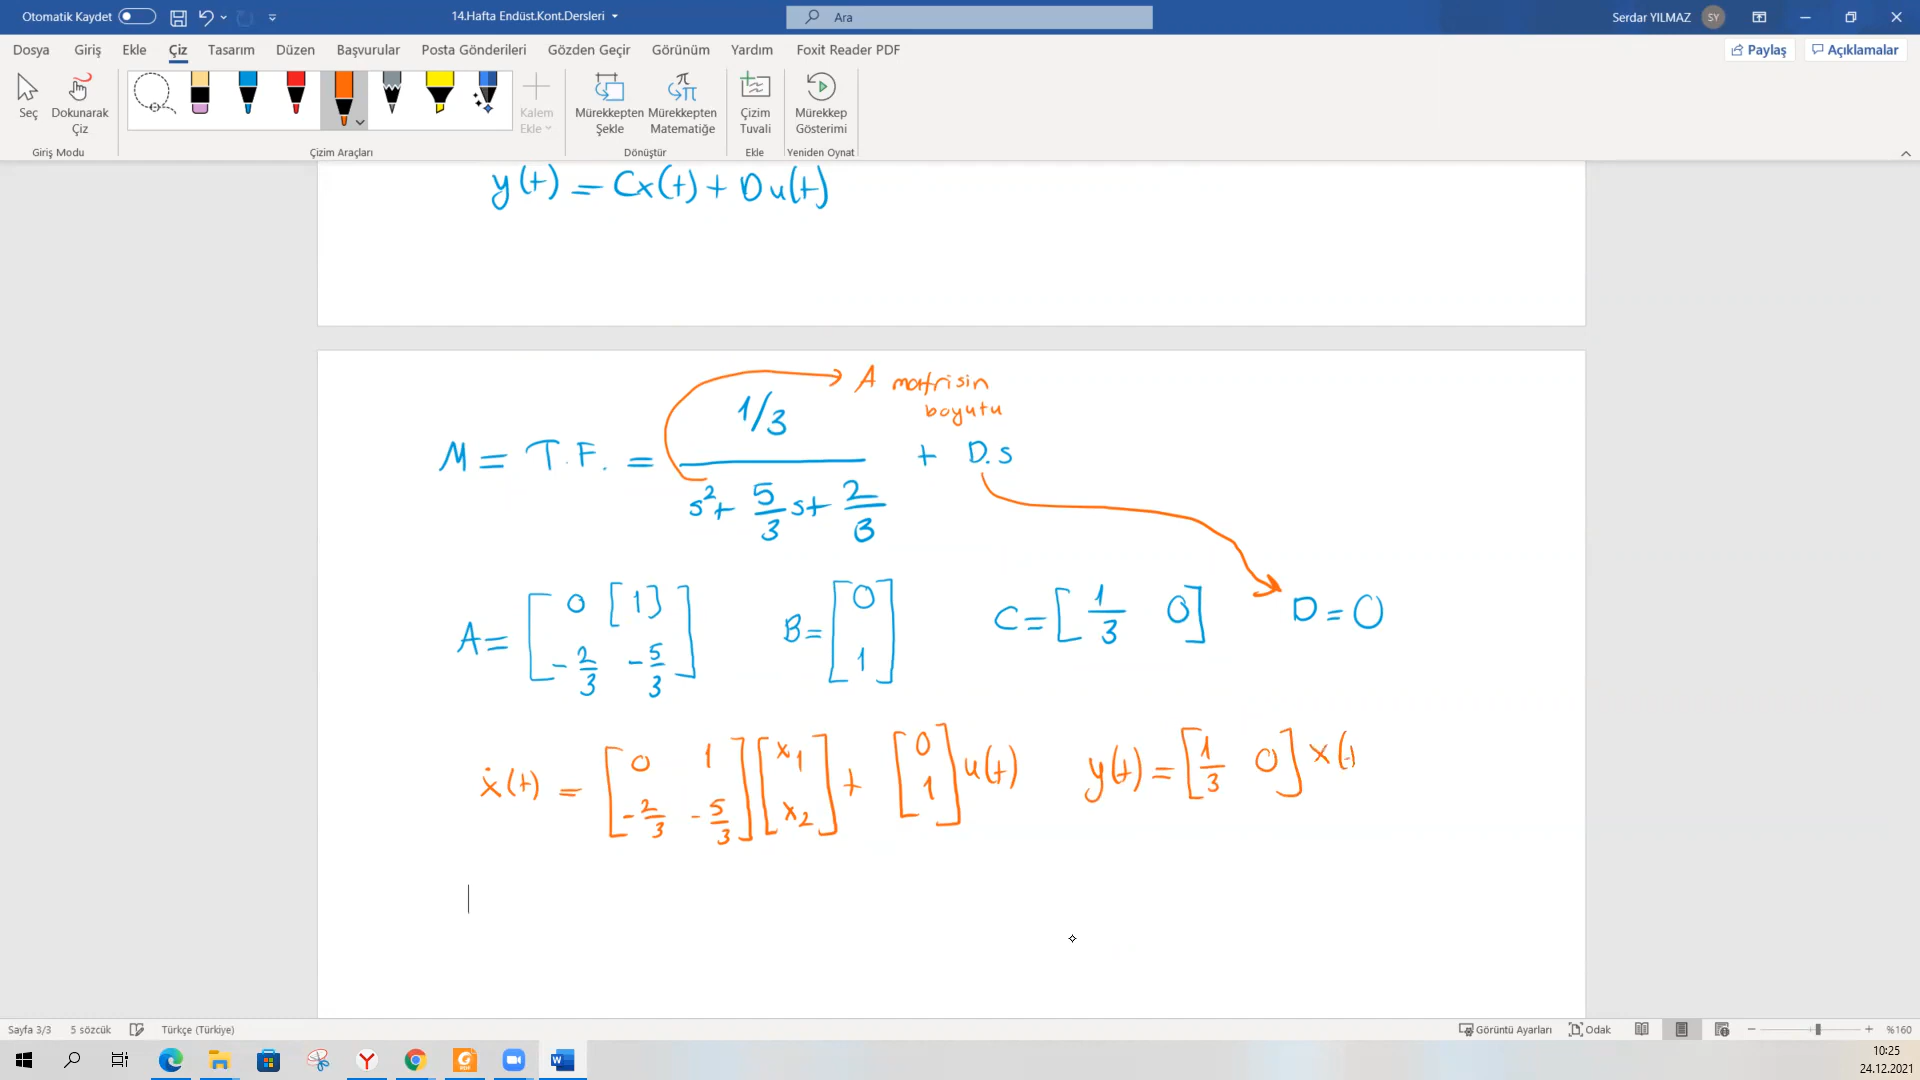 Otomatik Kaydet
14.Hafta Endüst.Kont.Dersleri
Ara
Serdar YILMAZ
SY
Dosya Giriş Ekle Çiz Tasarım Düzen Başvurular Posta Gönderileri Gözden Geçir Görünüm Yardım Foxit Reader PDF
Paylaş
Açıklamalar
Seç
Dokunarak Çiz
Kalem Ekle
Mürekkepten Şekle
Mürekkepten Matematiğe
Çizim Tuvali
Mürekkep Gösterimi
Giriş Modu
Çizim Araçları
Dönüştür
Ekle
Yeniden Oynat
y(t) = Cx(t) + Du(t)
A matrisin
boyutu
M = T.F. = (1/3) / (s² + 5/3 s + 2/3) + D.s
A = [0 [1] ; -2/3 -5/3] B = [0 ; 1] C = [1/3 0] D = 0
ẋ(t) = [0 1 ; -2/3 -5/3] [x1 ; x2] + [0 ; 1] u(t) y(t) = [1/3 0] x(t
Sayfa 3/3 5 sözcük Türkçe (Türkiye)
Görüntü Ayarları Odak
%160
10:25
24.12.2021